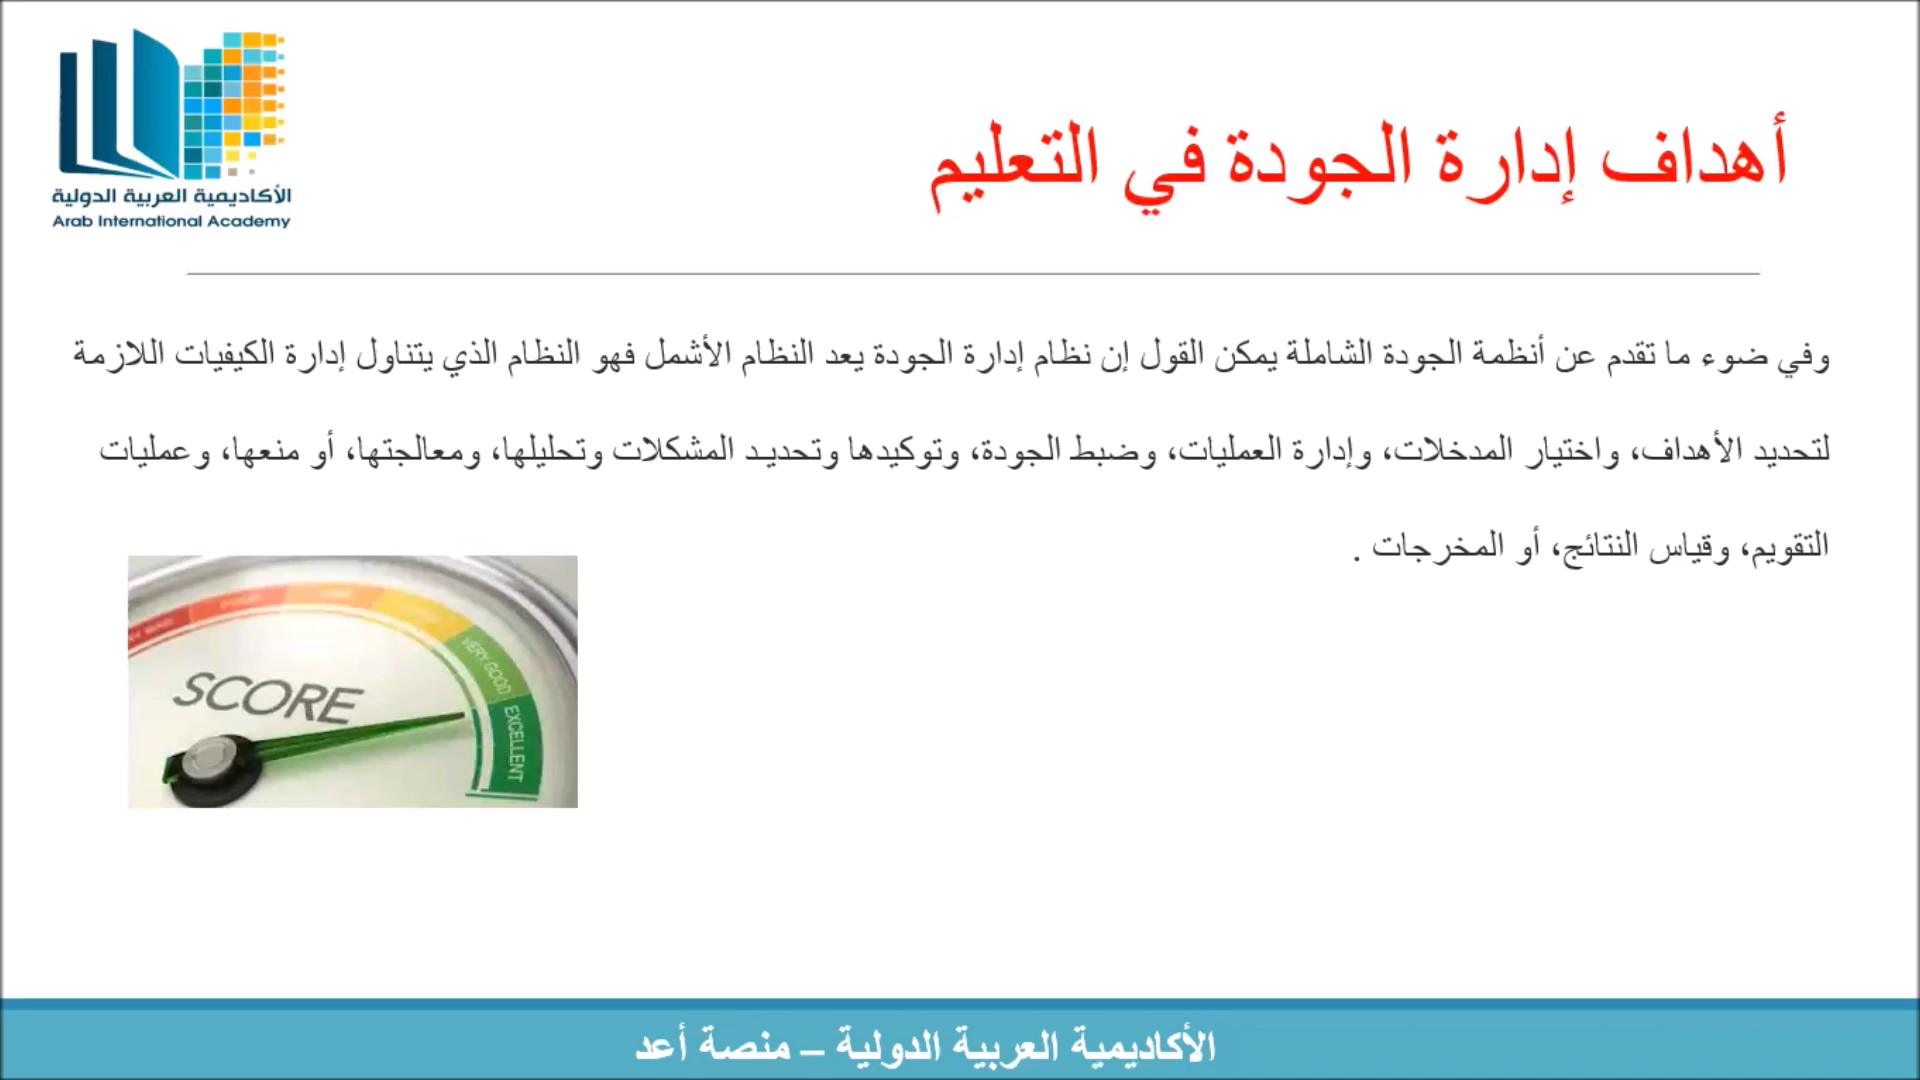 الأكاديمية العربية الدولية
Arab International Academy
أهداف إدارة الجودة في التعليم
وفي ضوء ما تقدم عن أنظمة الجودة الشاملة يمكن القول إن نظام إدارة الجودة يعد النظام الأشمل فهو النظام الذي يتناول إدارة الكيفيات اللازمة
لتحديد الأهداف، واختيار المدخلات، وإدارة العمليات، وضبط الجودة، وتوكيدها وتحديد المشكلات وتحليلها، ومعالجتها، أو منعها، وعمليات
التقويم، وقياس النتائج، أو المخرجات .
VERY GOOD
SCORE
EXCELLENT
الأكاديمية العربية الدولية – منصة أعد